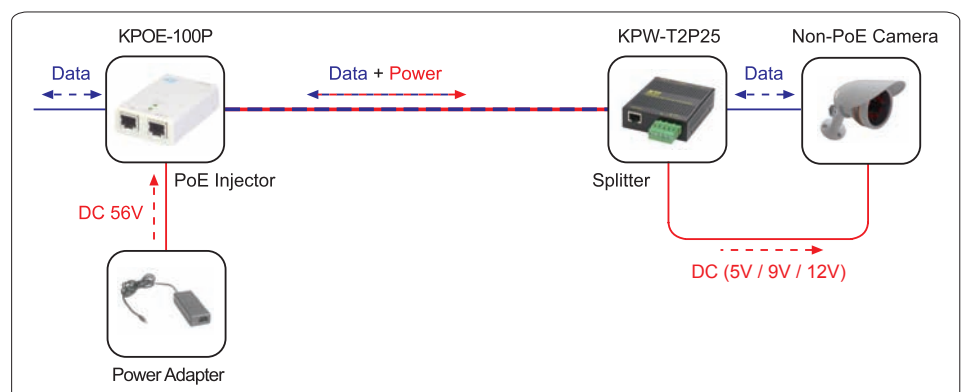 KPOE-100P
KPW-T2P25
Non-PoE Camera
Data
Data + Power
Data
PoE Injector
Splitter
DC 56V
DC (5V / 9V / 12V)
Power Adapter